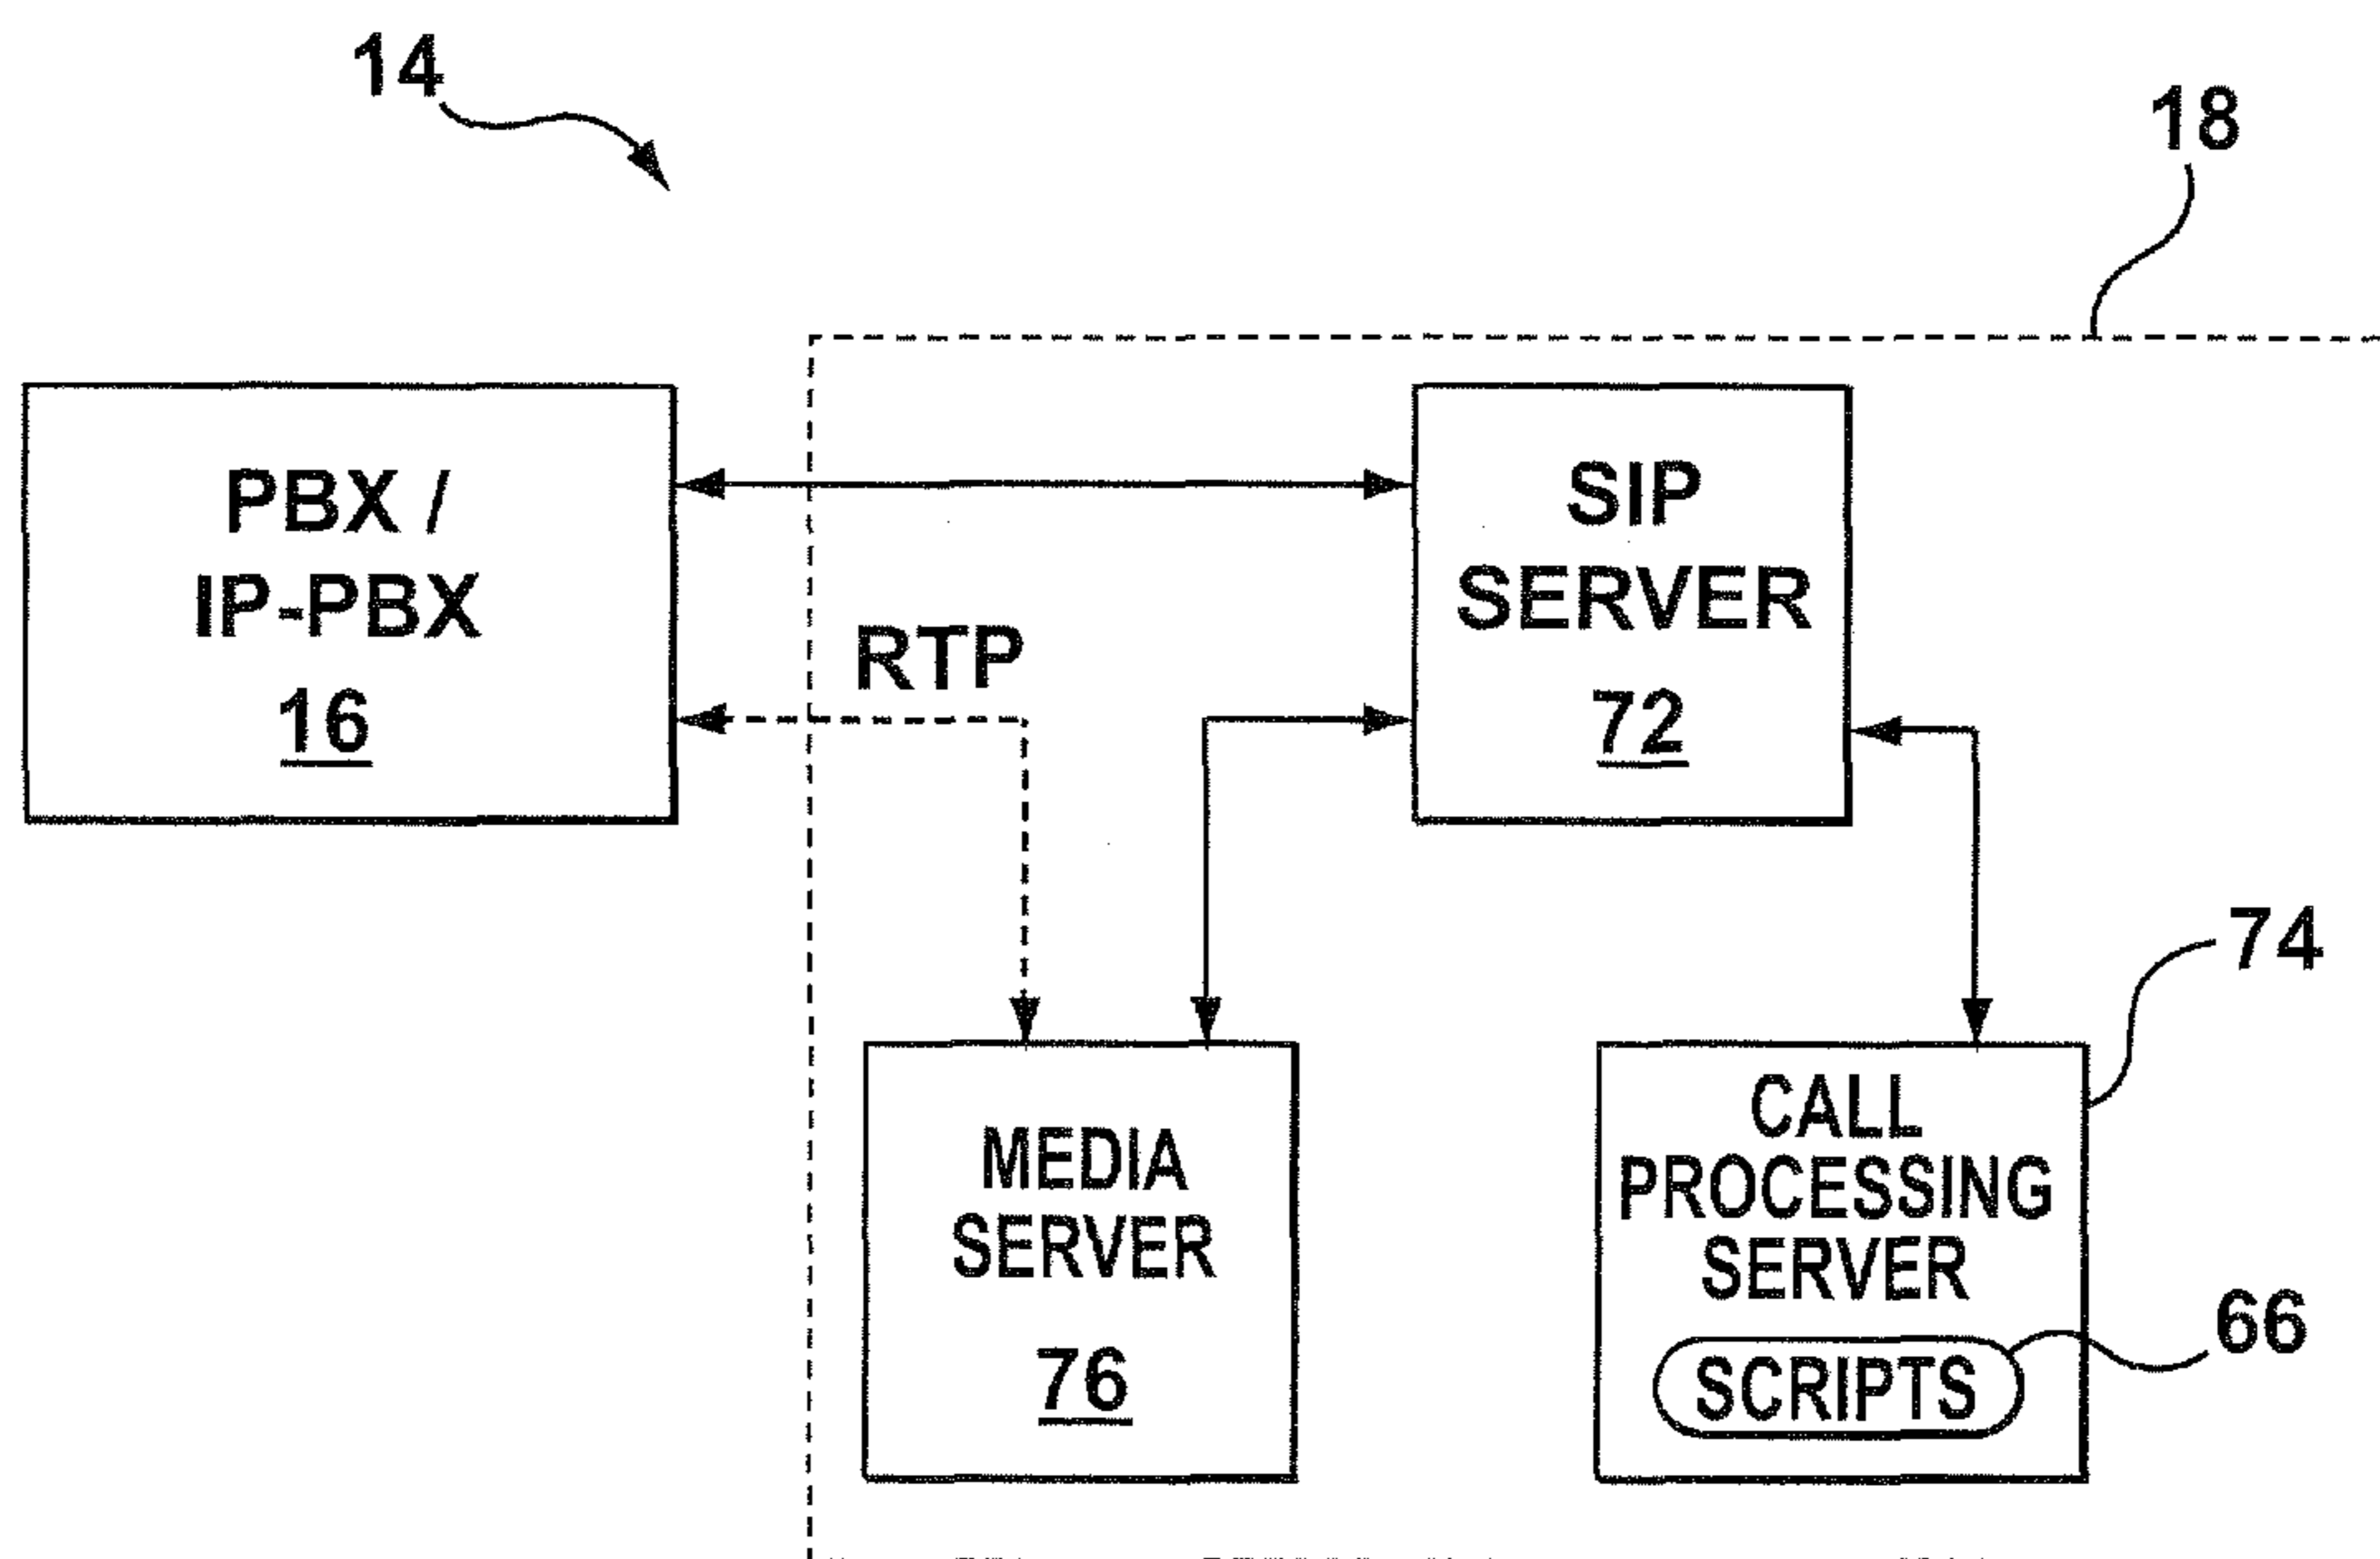 14
18
PBX /
IP-PBX
16
RTP
SIP
SERVER
72
74
MEDIA
SERVER
76
CALL
PROCESSING
SERVER
SCRIPTS
66